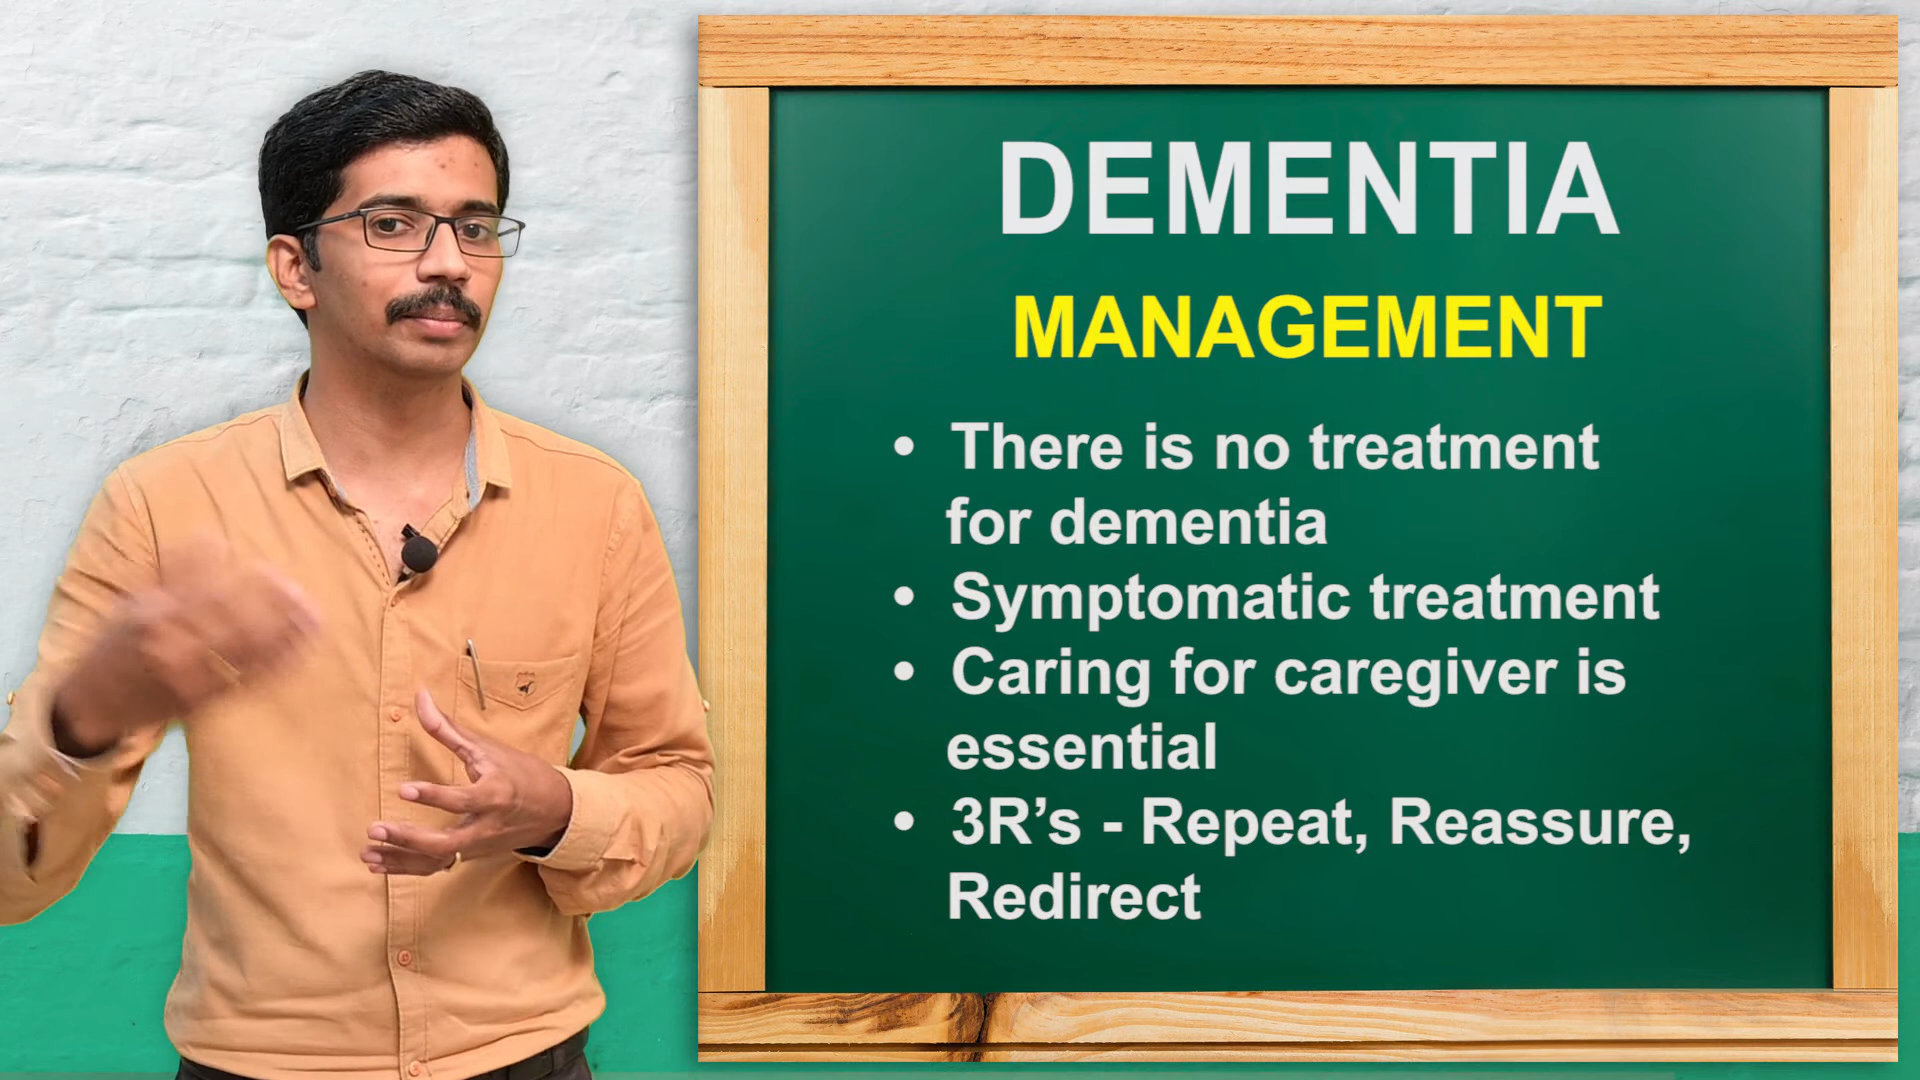 DEMENTIA
MANAGEMENT
• There is no treatment
for dementia
• Symptomatic treatment
• Caring for caregiver is
essential
• 3R’s - Repeat, Reassure,
Redirect